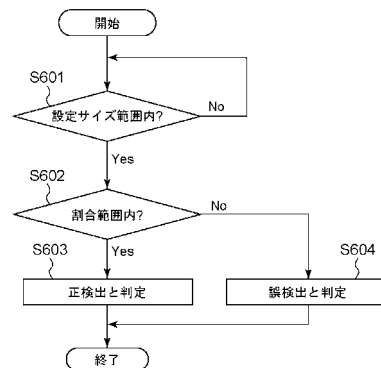 開始
S601
設定サイズ範囲内?
No
Yes
S602
割合範囲内?
No
Yes
S603
正検出と判定
S604
誤検出と判定
終了